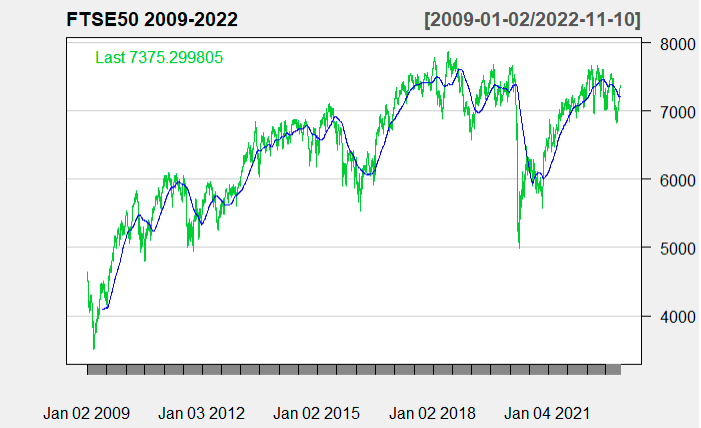 FTSE50 2009-2022 [2009-01-02/2022-11-10]
Last 7375.299805
8000
7000
6000
5000
4000
Jan 02 2009 Jan 03 2012 Jan 02 2015 Jan 02 2018 Jan 04 2021